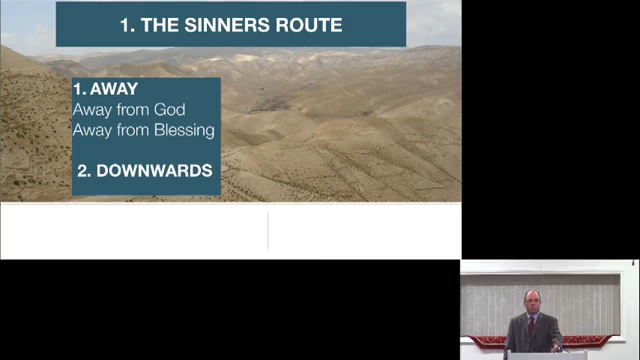 1. THE SINNERS ROUTE
1. AWAY
Away from God
Away from Blessing
2. DOWNWARDS